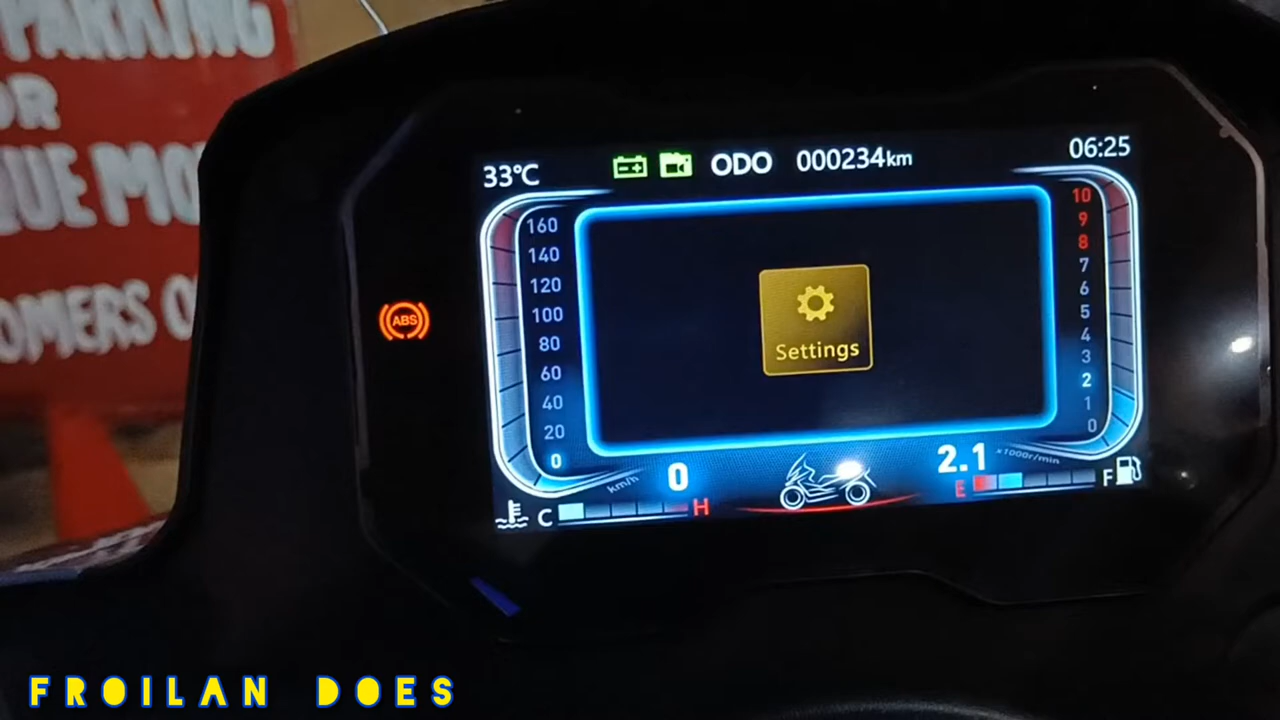 PARKING
OR
QUE MO
OMERS O
33°C
ODO 000234km
06:25
160
140
120
100
80
60
40
20
0
10
9
8
7
6
5
4
3
2
1
0
ABS
Settings
0
km/h
2.1
×1000r/min
C
H
E
F
FROILAN DOES